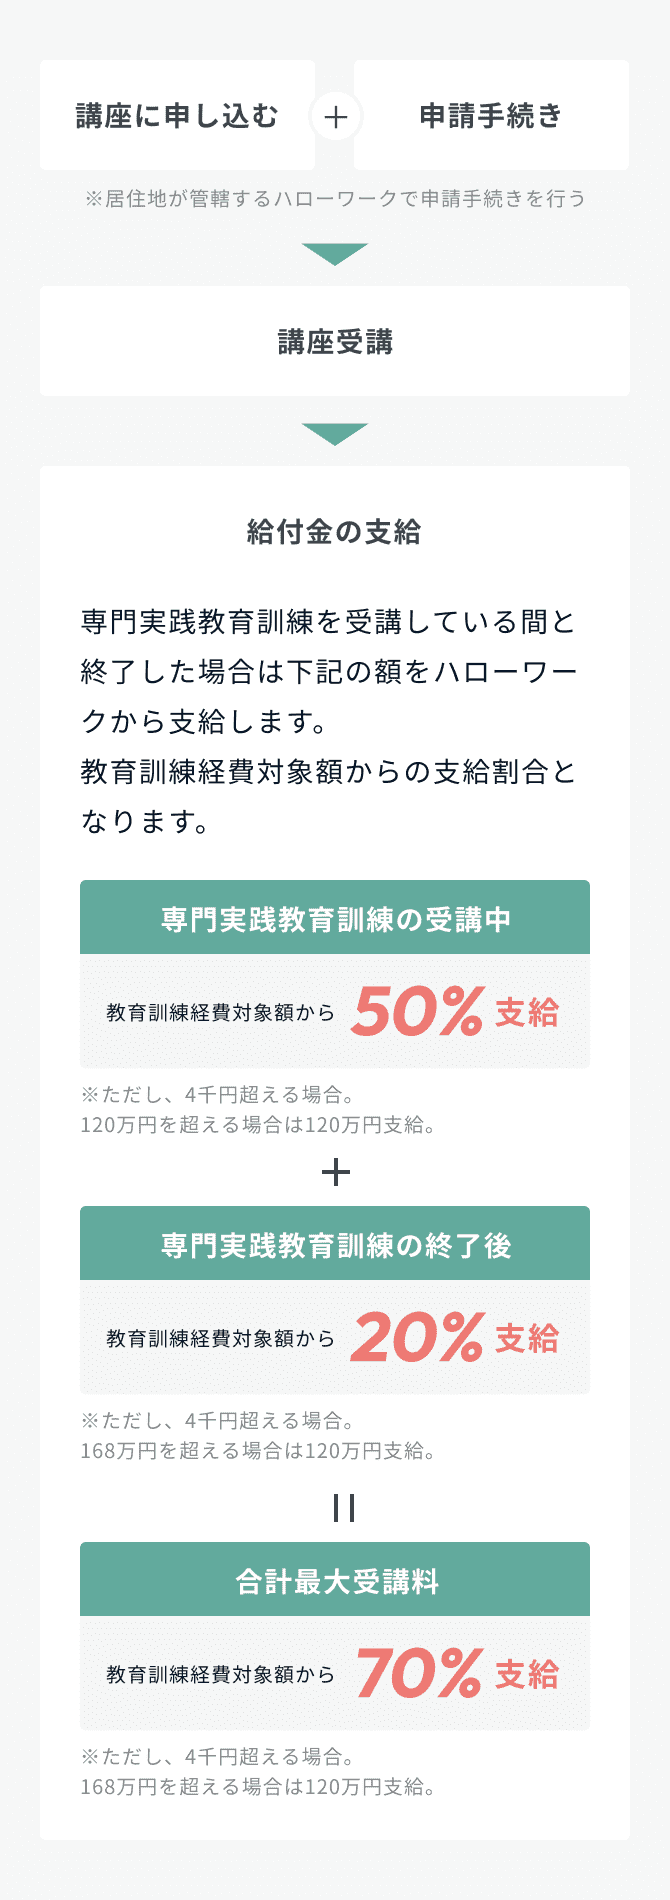 講座に申し込む
+
申請手続き
※居住地が管轄するハローワークで申請手続きを行う
講座受講
給付金の支給
専門実践教育訓練を受講している間と
終了した場合は下記の額をハローワー
クから支給します。
教育訓練経費対象額からの支給割合と
なります。
専門実践教育訓練の受講中
教育訓練経費対象額から 50% 支給
※ただし、4千円超える場合。
120万円を超える場合は120万円支給。
+
専門実践教育訓練の終了後
教育訓練経費対象額から 20% 支給
※ただし、4千円超える場合。
168万円を超える場合は120万円支給。
合計最大受講料
教育訓練経費対象額から 70% 支給
※ただし、4千円超える場合。
168万円を超える場合は120万円支給。